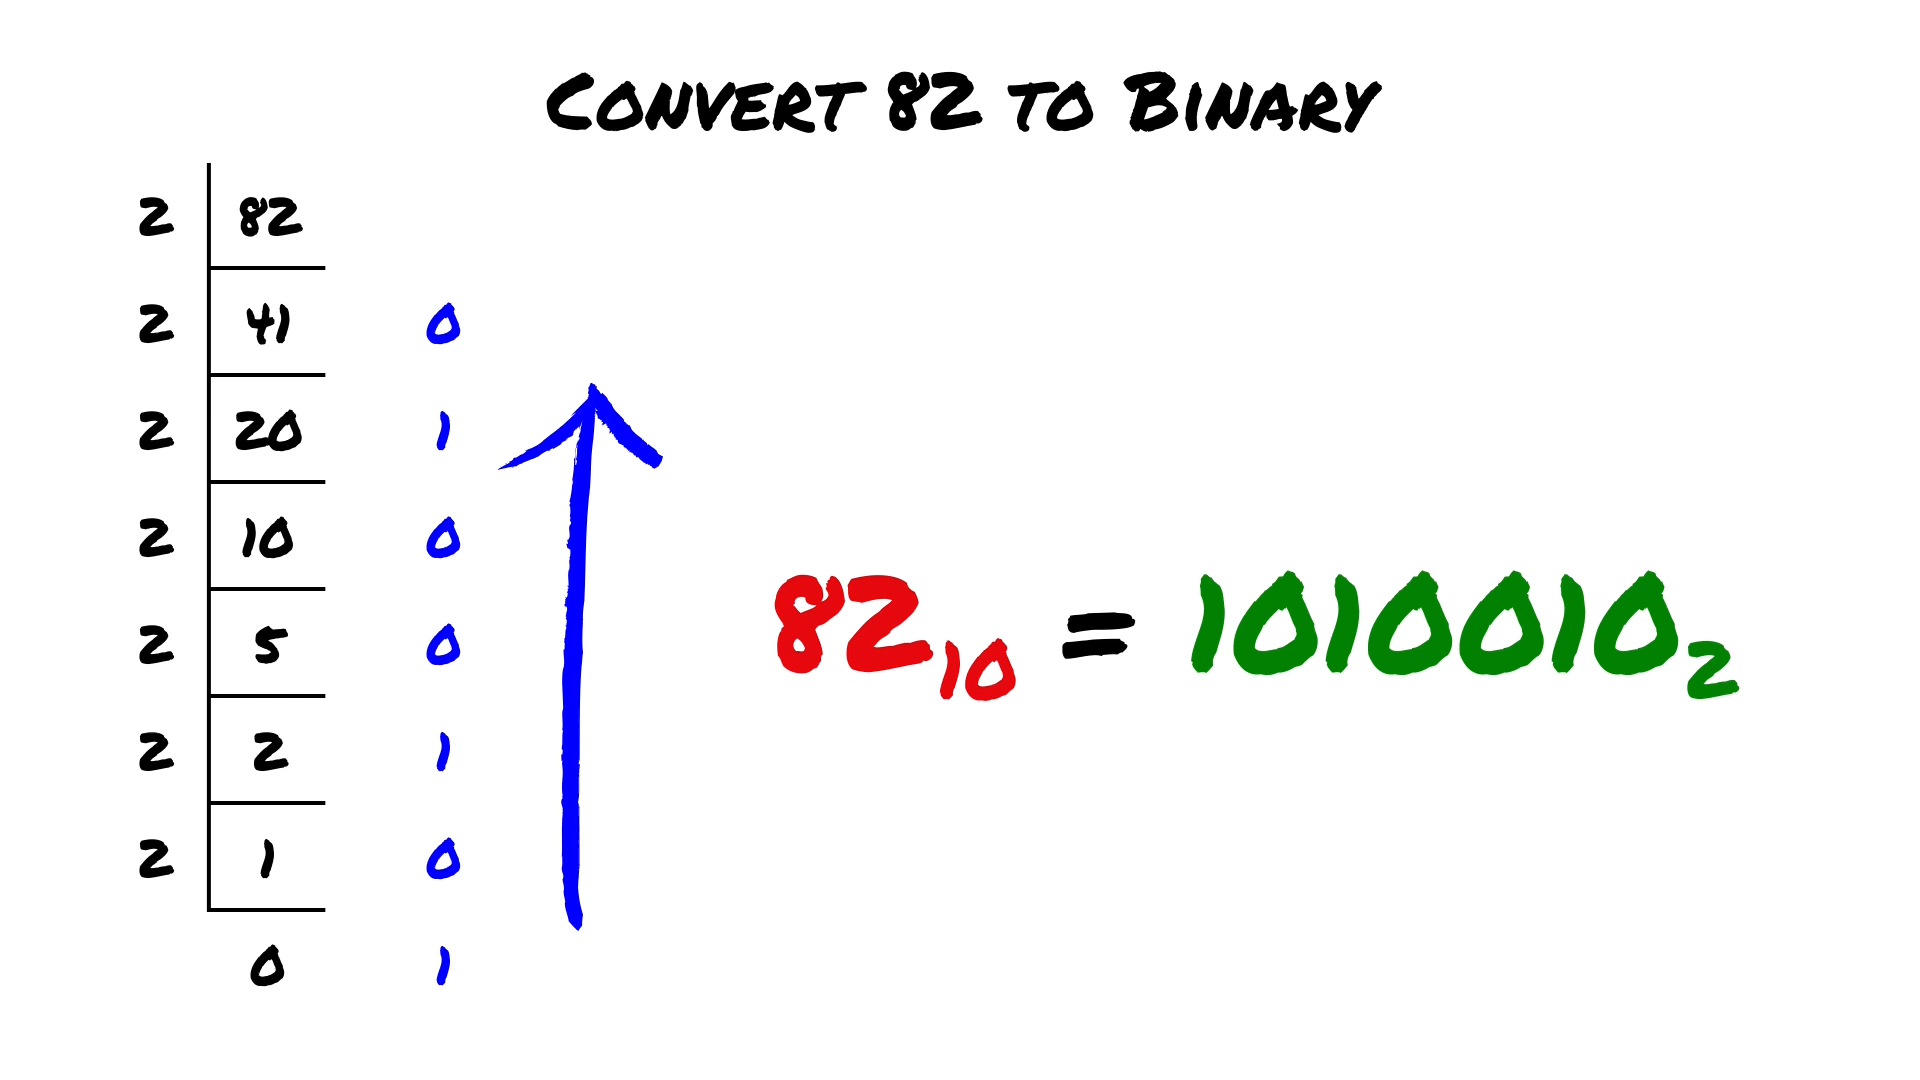 CONVERT 82 TO BINARY
2 82
2 41 0
2 20 1
2 10 0
2 5 0
2 2 1
2 1 0
0 1
82₁₀ = 1010010₂